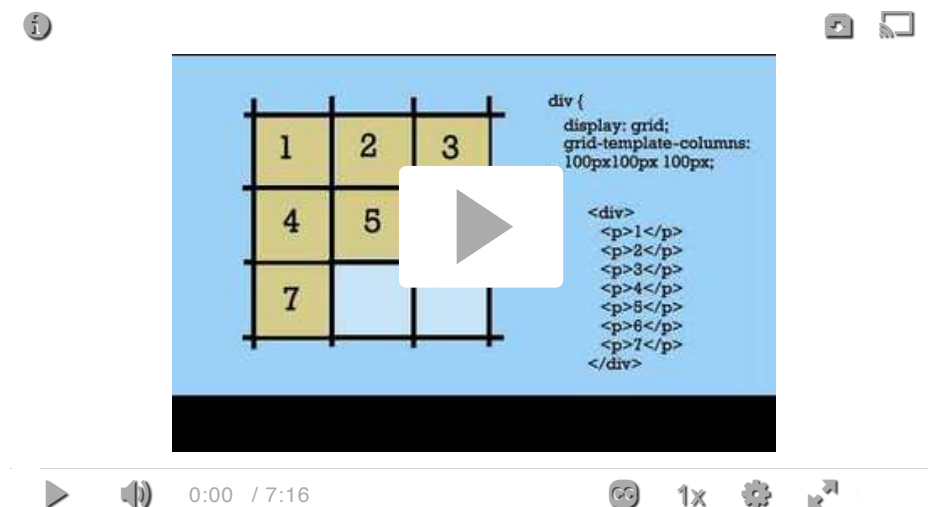 div {
display: grid;
grid-template-columns:
100px100px 100px;
1 2 3
4 5
7
<div>
<p>1</p>
<p>2</p>
<p>3</p>
<p>4</p>
<p>5</p>
<p>6</p>
<p>7</p>
</div>
0:00 / 7:16
CC
1x